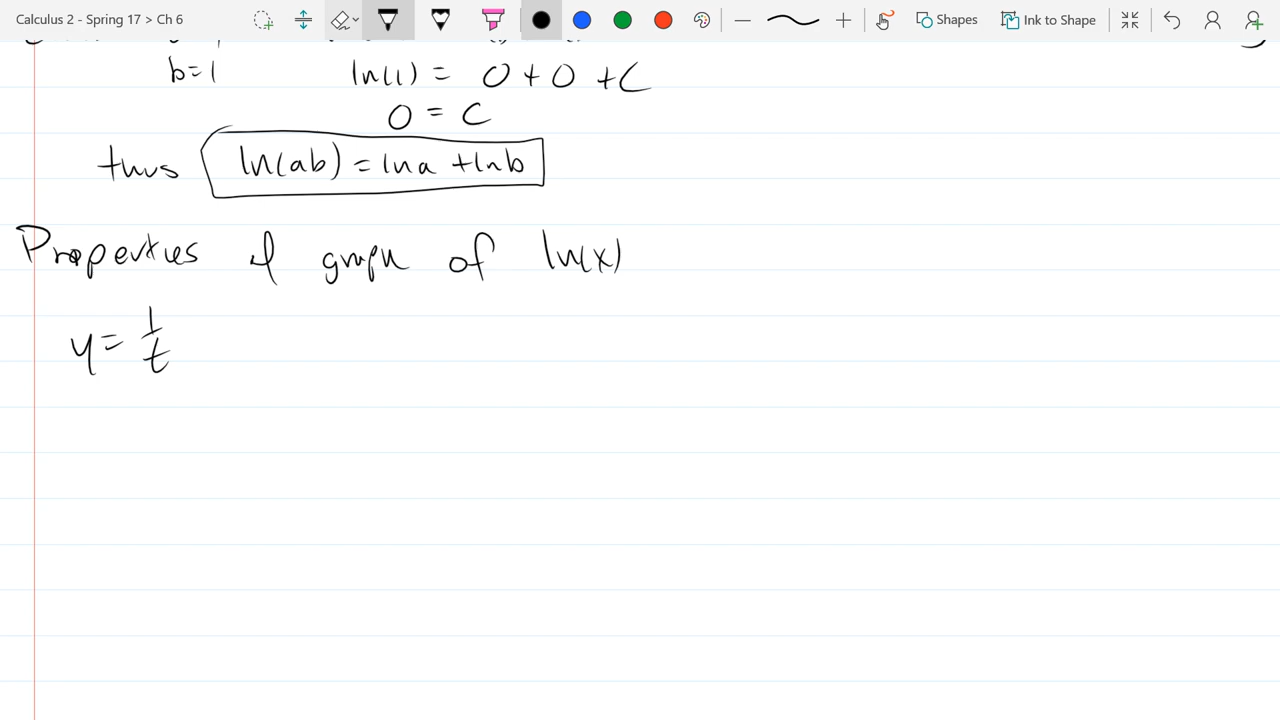 Calculus 2 - Spring 17 > Ch 6
Shapes
Ink to Shape
b=1 ln(1) = 0 + 0 + C
0 = C
thus ln(ab) = ln a + ln b
Properties & graph of ln(x)
y = 1/t